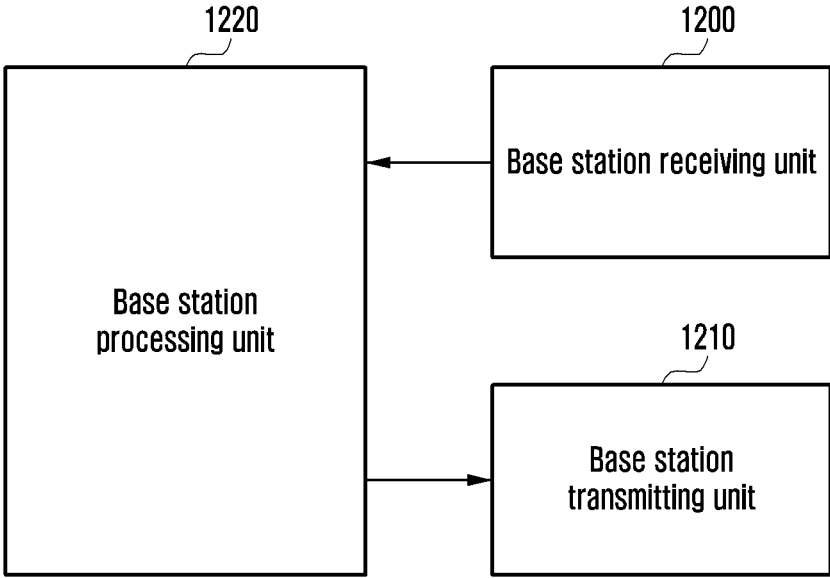 1220
1200
Base station receiving unit
Base station
processing unit
1210
Base station
transmitting unit